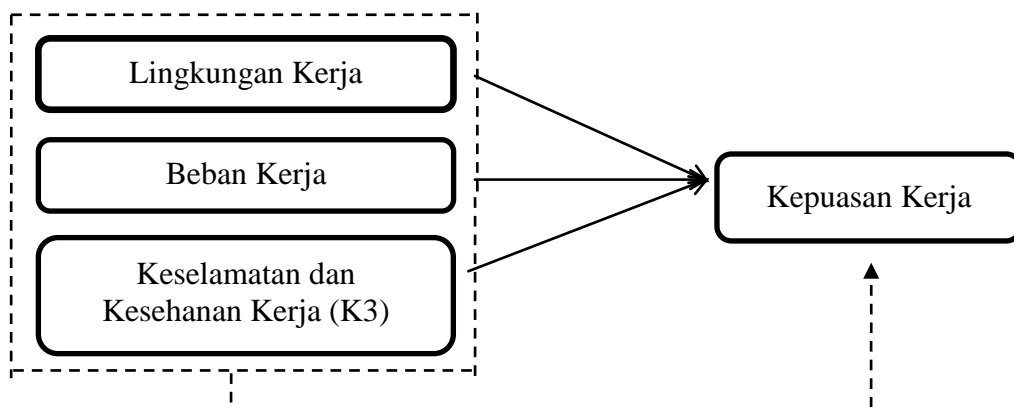 Lingkungan Kerja
Beban Kerja
Kepuasan Kerja
Keselamatan dan
Kesehanan Kerja (K3)